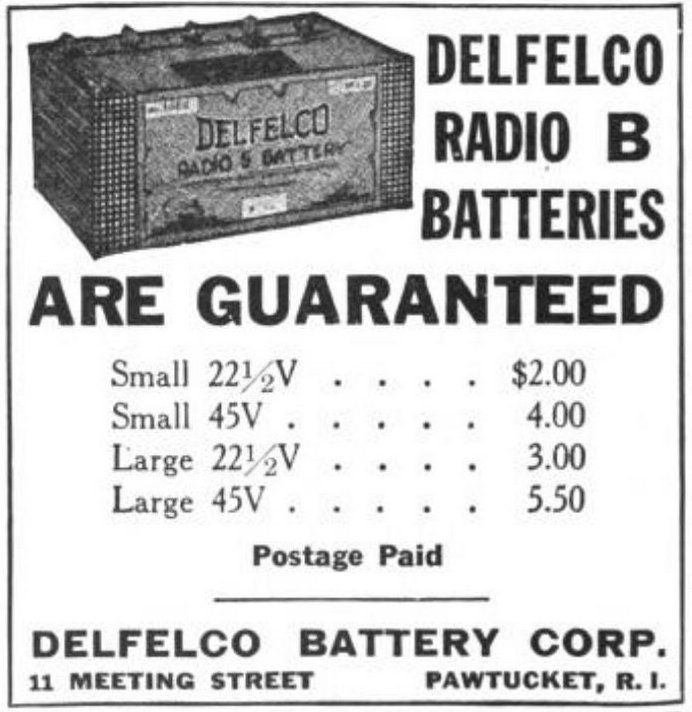 DELFELCO
RADIO B BATTERY
DELFELCO
RADIO B
BATTERIES
ARE GUARANTEED
Small 22½V . . . . $2.00
Small 45V . . . . . 4.00
Large 22½V . . . . 3.00
Large 45V . . . . . 5.50
Postage Paid
DELFELCO BATTERY CORP.
11 MEETING STREET PAWTUCKET, R. I.